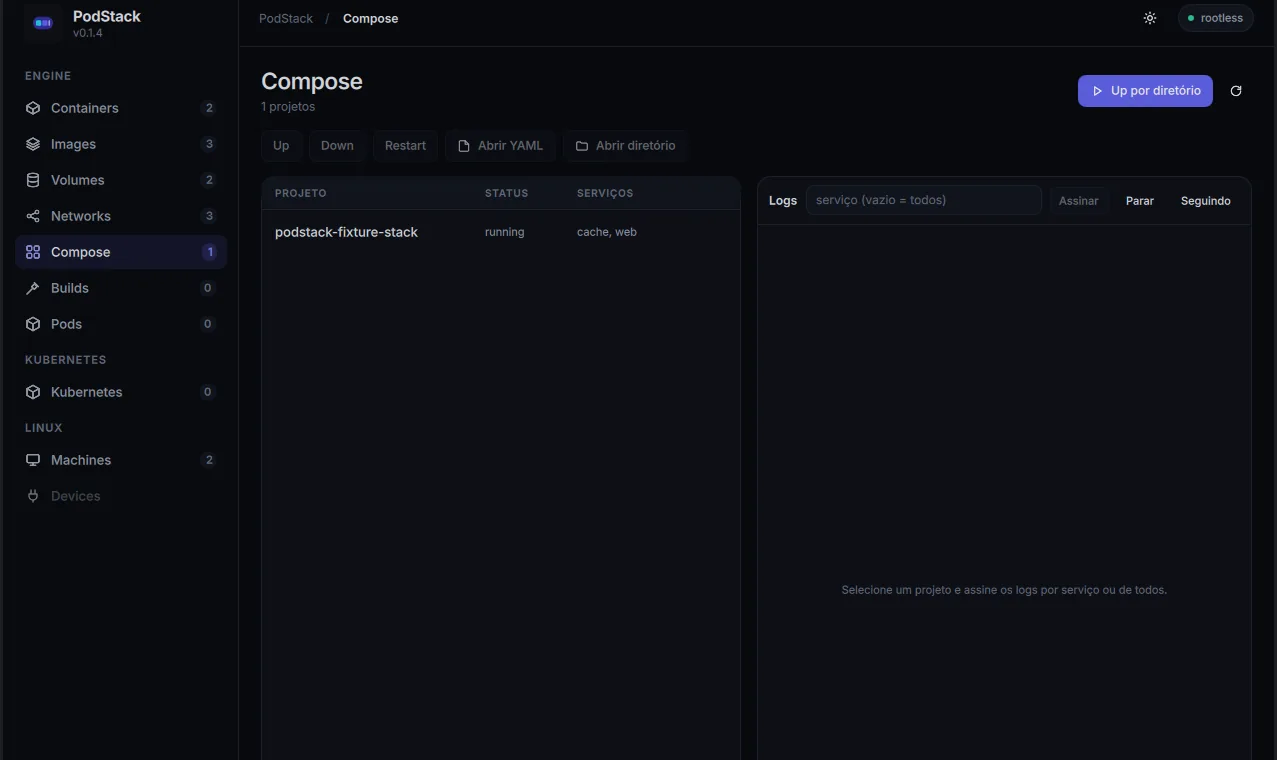 PodStack
v0.1.4
PodStack / Compose
rootless
ENGINE
Containers 2
Images 3
Volumes 2
Networks 3
Compose 1
Builds 0
Pods 0
KUBERNETES
Kubernetes 0
LINUX
Machines 2
Devices
Compose
1 projetos
Up por diretório
Up Down Restart Abrir YAML Abrir diretório
PROJETO STATUS SERVIÇOS
podstack-fixture-stack running cache, web
Logs serviço (vazio = todos) Assinar Parar Seguindo
Selecione um projeto e assine os logs por serviço ou de todos.